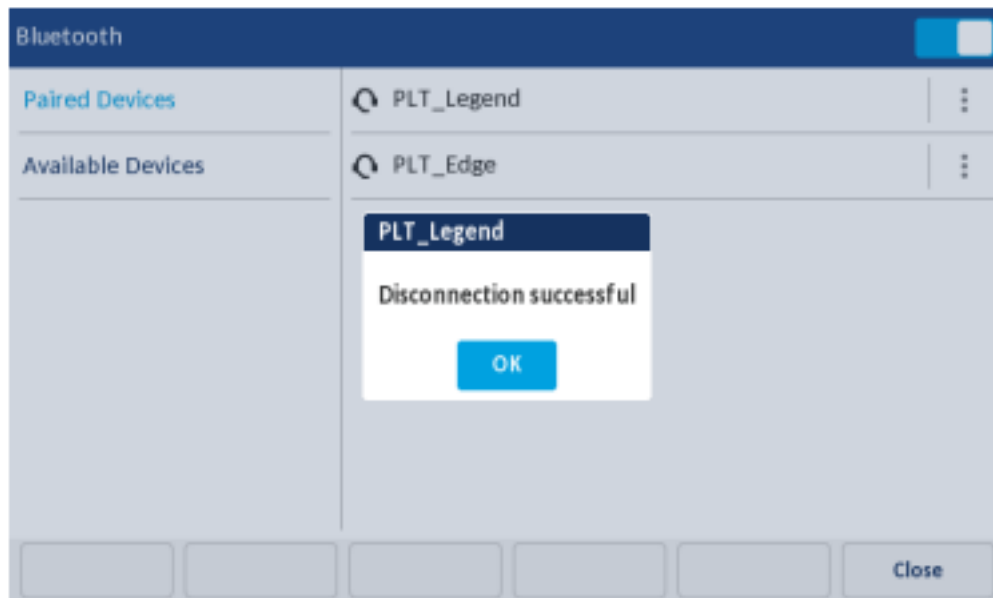 Bluetooth
Paired Devices
PLT_Legend
Available Devices
PLT_Edge
PLT_Legend
Disconnection successful
OK
Close